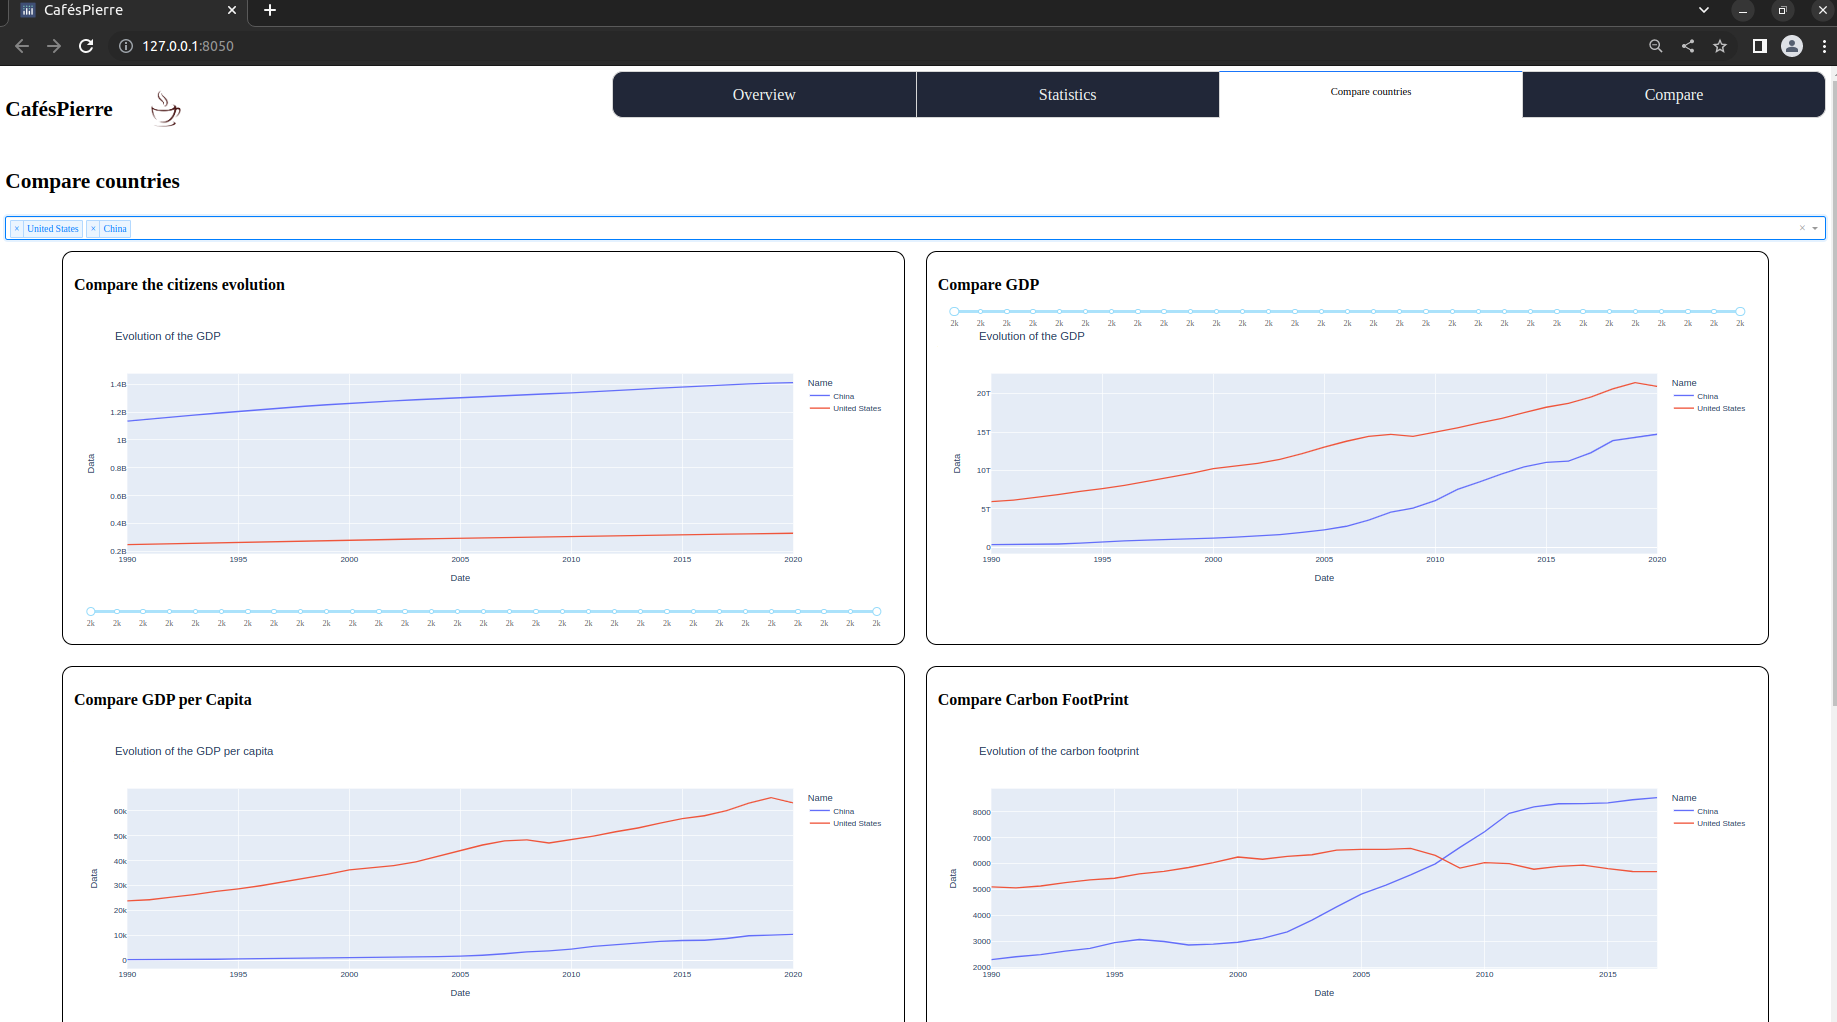 CafésPierre
127.0.0.1:8050
CafésPierre
Overview
Statistics
Compare countries
Compare
Compare countries
× United States × China
Compare the citizens evolution
Evolution of the GDP
1.4B
1.2B
1B
0.8B
0.6B
0.4B
0.2B
Data
1990 1995 2000 2005 2010 2015 2020
Date
Name
China
United States
2k 2k 2k 2k 2k 2k 2k 2k 2k 2k 2k 2k 2k 2k 2k 2k 2k 2k 2k 2k 2k 2k 2k 2k 2k 2k 2k 2k 2k 2k 2k
Compare GDP
2k 2k 2k 2k 2k 2k 2k 2k 2k 2k 2k 2k 2k 2k 2k 2k 2k 2k 2k 2k 2k 2k 2k 2k 2k 2k 2k 2k 2k 2k 2k
Evolution of the GDP
20T
15T
10T
5T
0
Data
1990 1995 2000 2005 2010 2015 2020
Date
Name
China
United States
Compare GDP per Capita
Evolution of the GDP per capita
60k
50k
40k
30k
20k
10k
0
Data
1990 1995 2000 2005 2010 2015 2020
Date
Name
China
United States
Compare Carbon FootPrint
Evolution of the carbon footprint
8000
7000
6000
5000
4000
3000
2000
Data
1990 1995 2000 2005 2010 2015
Date
Name
China
United States